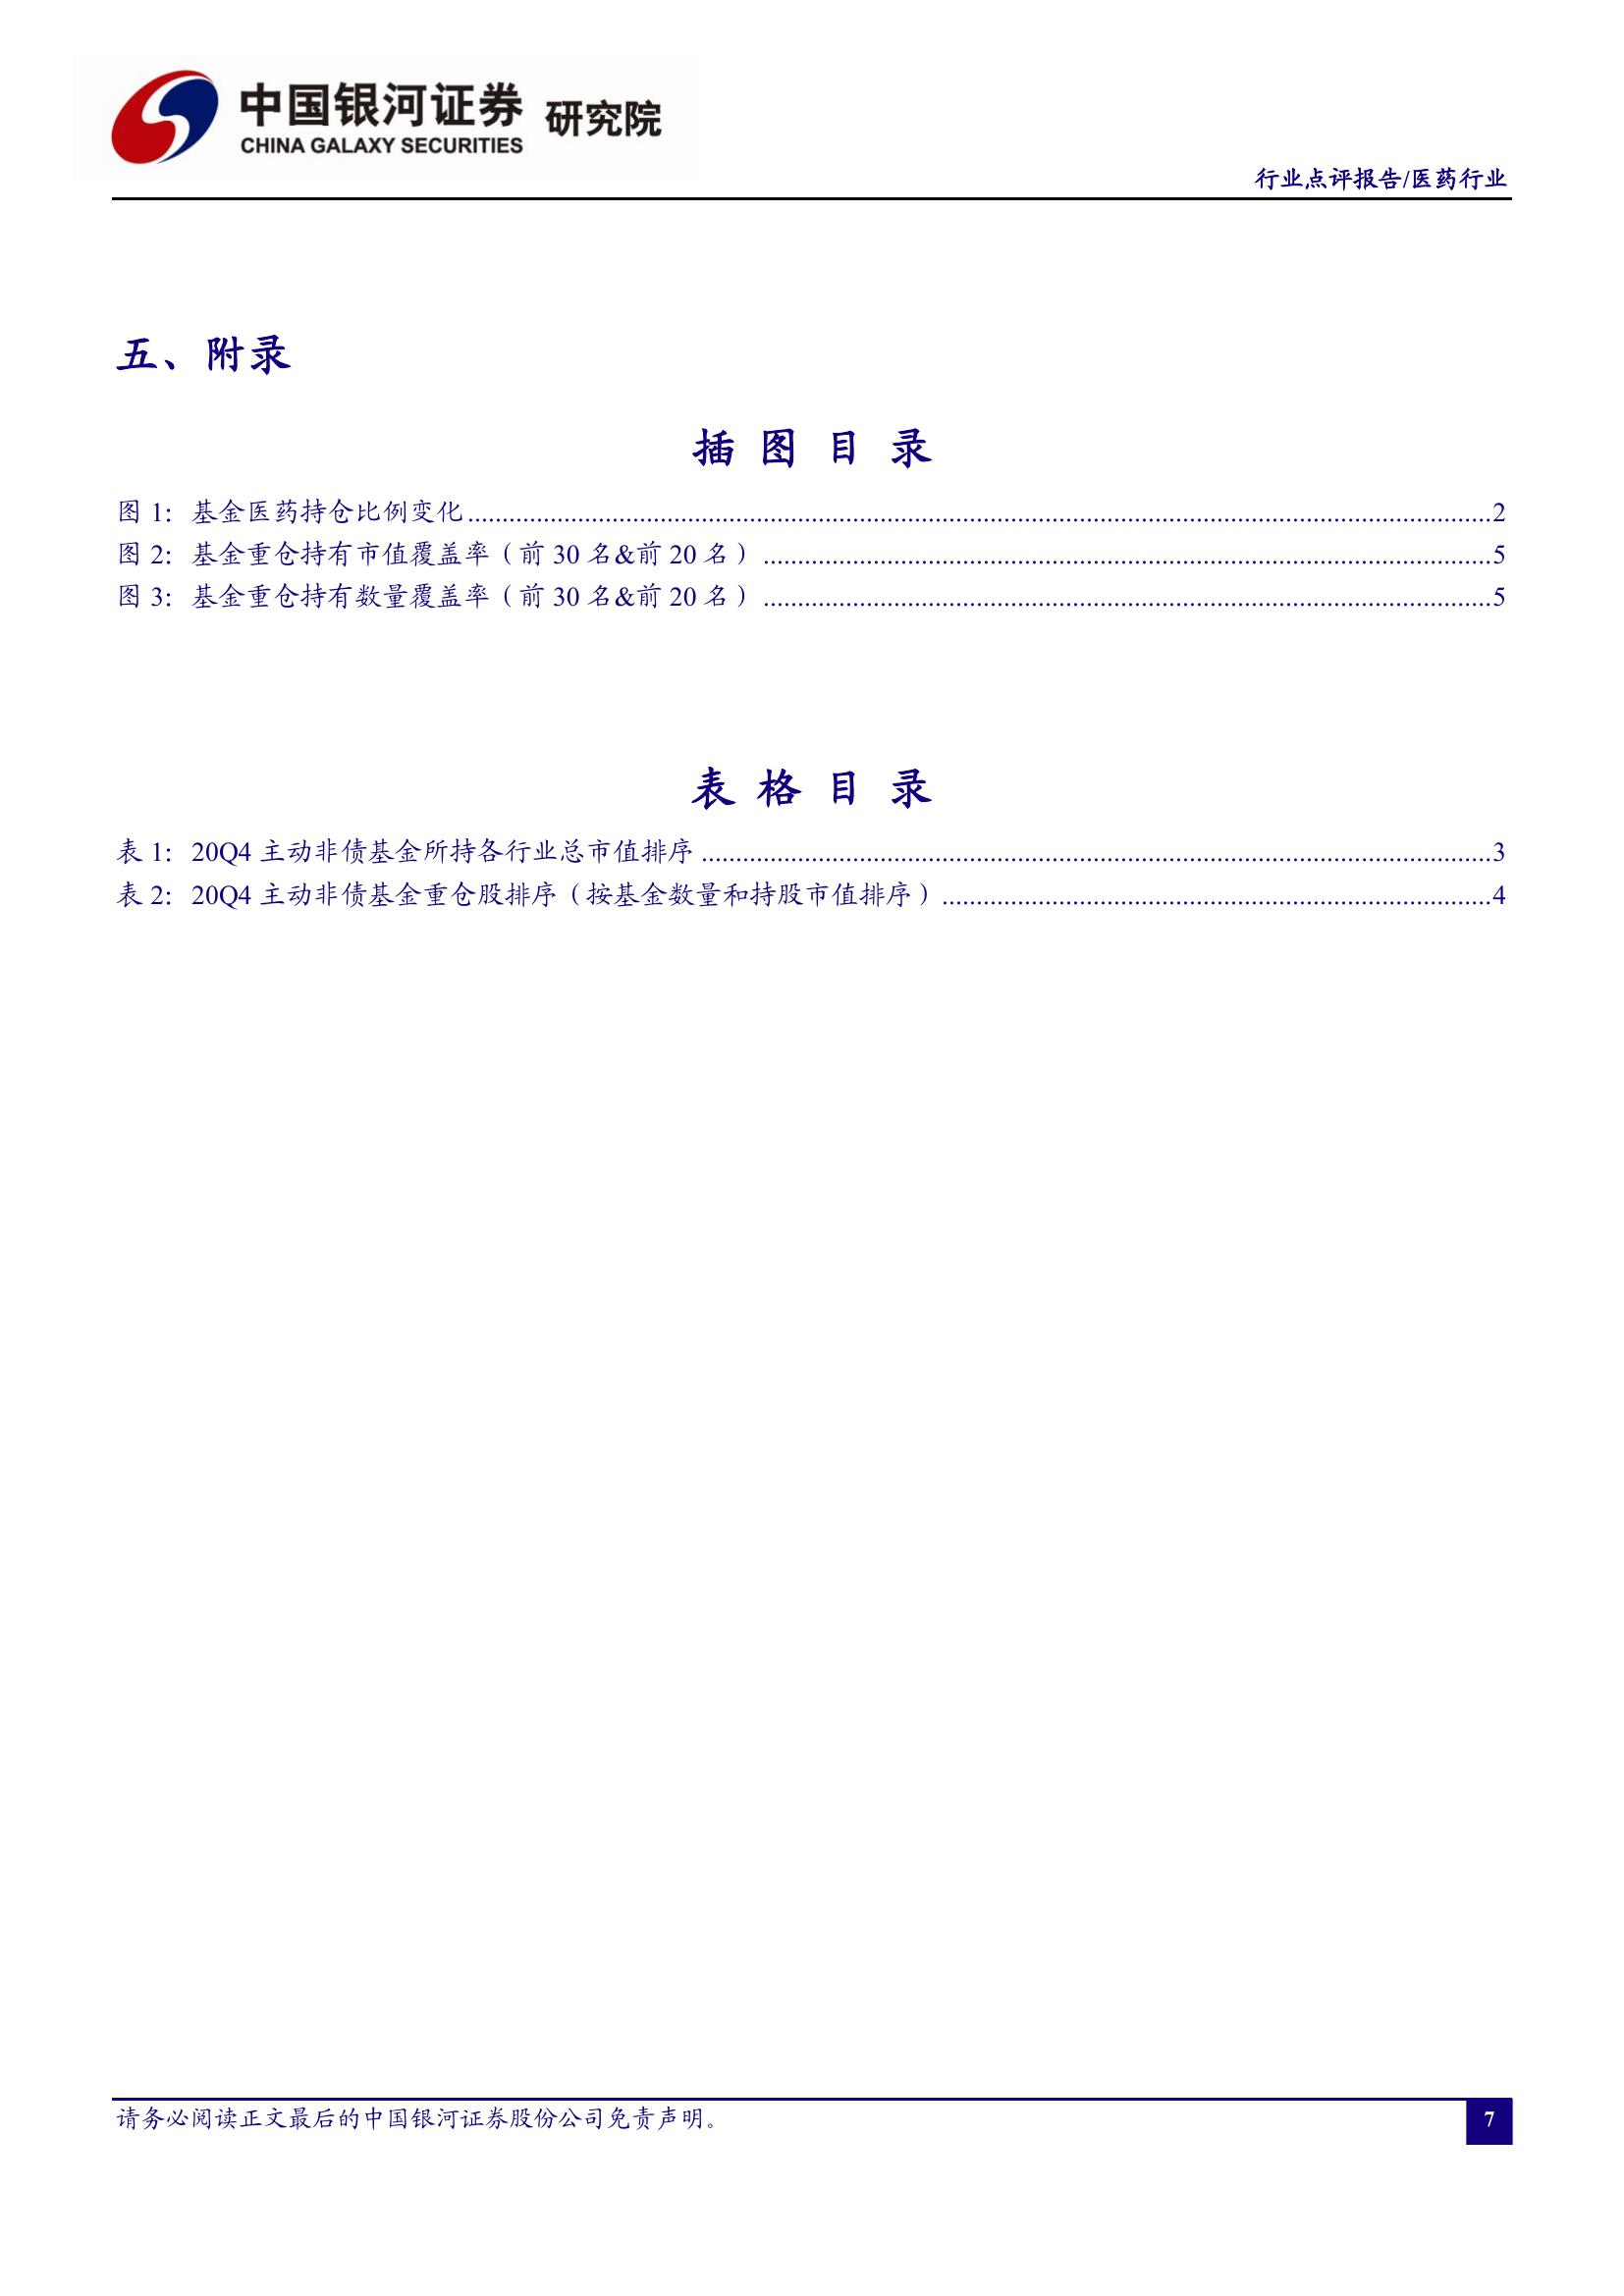 中国银河证券 研究院
CHINA GALAXY SECURITIES
行业点评报告/医药行业
五、附录
插 图 目 录
图 1：基金医药持仓比例变化........................2
图 2：基金重仓持有市值覆盖率（前 30 名&前 20 名）........................5
图 3：基金重仓持有数量覆盖率（前 30 名&前 20 名）........................5
表 格 目 录
表 1：20Q4 主动非债基金所持各行业总市值排序........................3
表 2：20Q4 主动非债基金重仓股排序（按基金数量和持股市值排序）........................4
请务必阅读正文最后的中国银河证券股份公司免责声明。
7